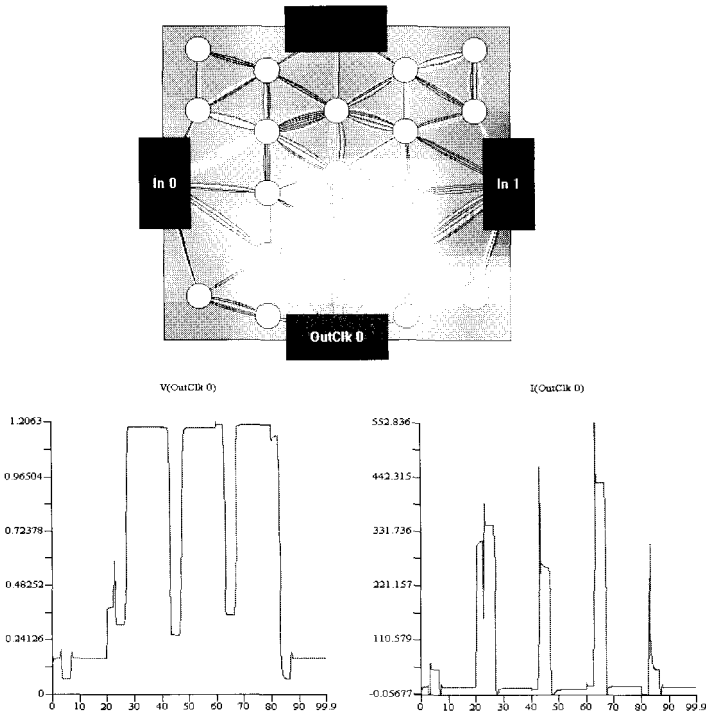 In 0
In 1
OutClk 0
V(OutClk 0)
I(OutClk 0)
1.2063
0.96504
0.72378
0.48252
0.24126
0
0 10 20 30 40 50 60 70 80 99.9
552.836
442.315
331.736
221.157
110.579
-0.05677
0 10 20 30 40 50 60 70 80 99.9